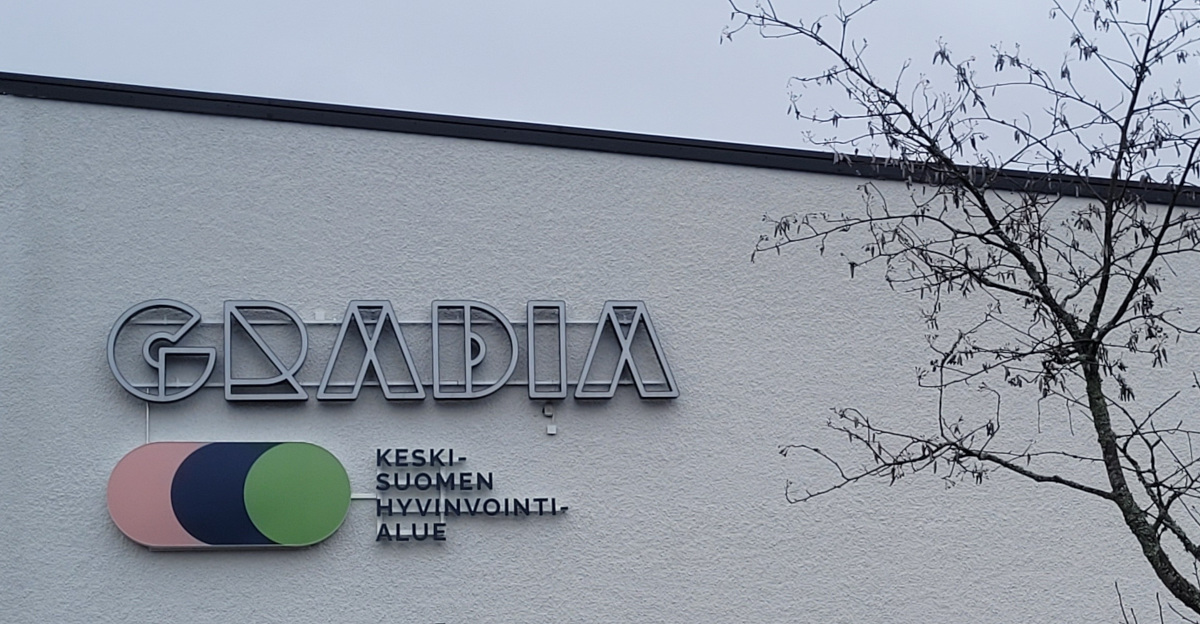 GRADIA
KESKI-
SUOMEN
HYVINVOINTI-
ALUE